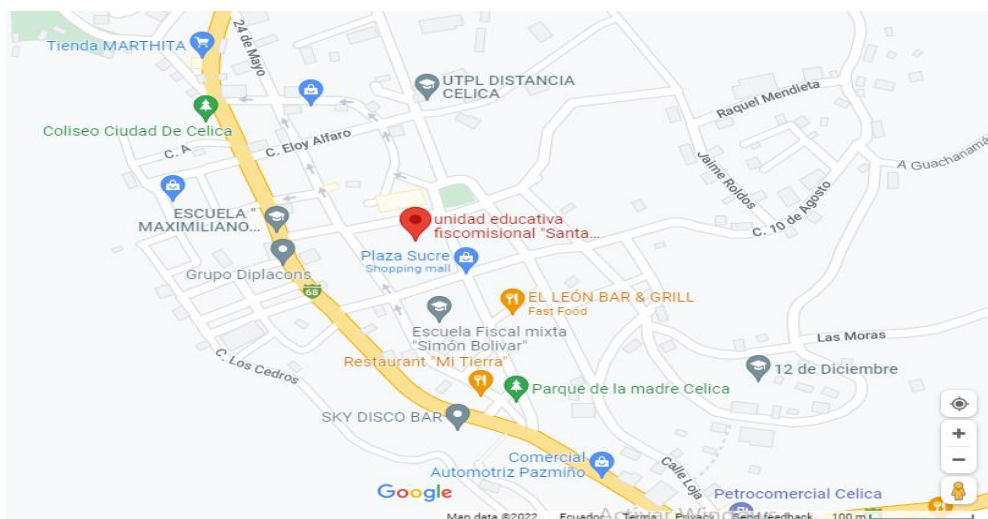 Tienda MARTHITA
24 de Mayo
UTPL DISTANCIA
CELICA
Raquel Mendieta
Coliseo Ciudad De Celica
C. Eloy Alfaro
C. A
Jaime Roldos
A Guachanamá
ESCUELA "
MAXIMILIANO...
unidad educativa
fiscomisional "Santa...
C. 10 de Agosto
Plaza Sucre
Shopping mall
Grupo Diplacons
68
EL LEÓN BAR & GRILL
Fast Food
Escuela Fiscal mixta
"Simón Bolívar"
Las Moras
C. Los Cedros
Restaurant "Mi Tierra"
12 de Diciembre
Parque de la madre Celica
SKY DISCO BAR
Comercial
Automotriz Pazmiño
Calle Loja
Google
Petrocomercial Celica
Activar Windows
Map data ©2022 Ecuador Terms Privacy Send feedback 100 m